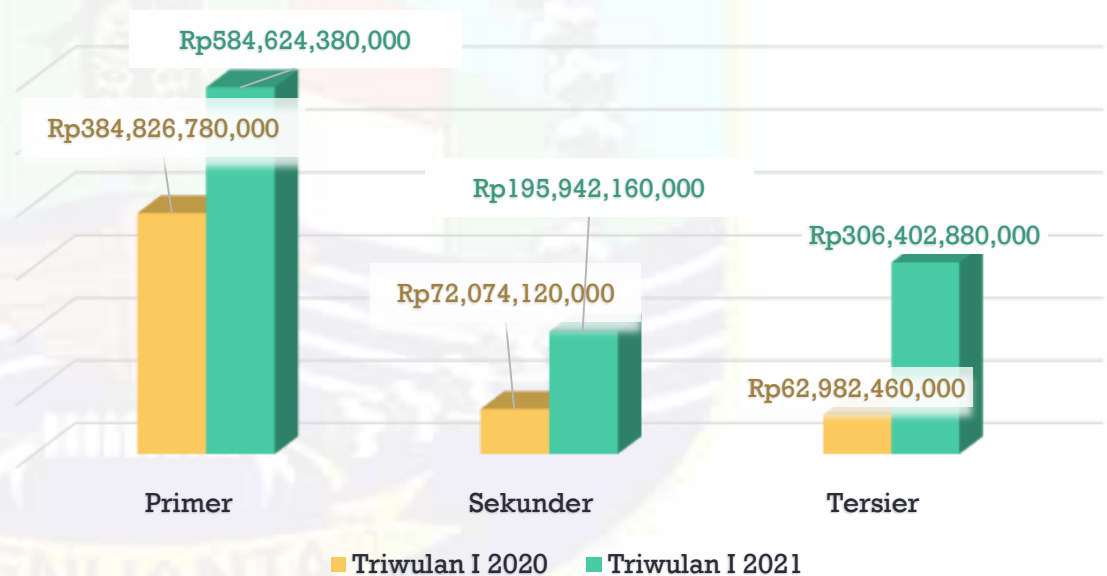 Rp584,624,380,000
Rp384,826,780,000
Rp195,942,160,000
Rp72,074,120,000
Rp306,402,880,000
Rp62,982,460,000
Primer
Sekunder
Tersier
Triwulan I 2020
Triwulan I 2021